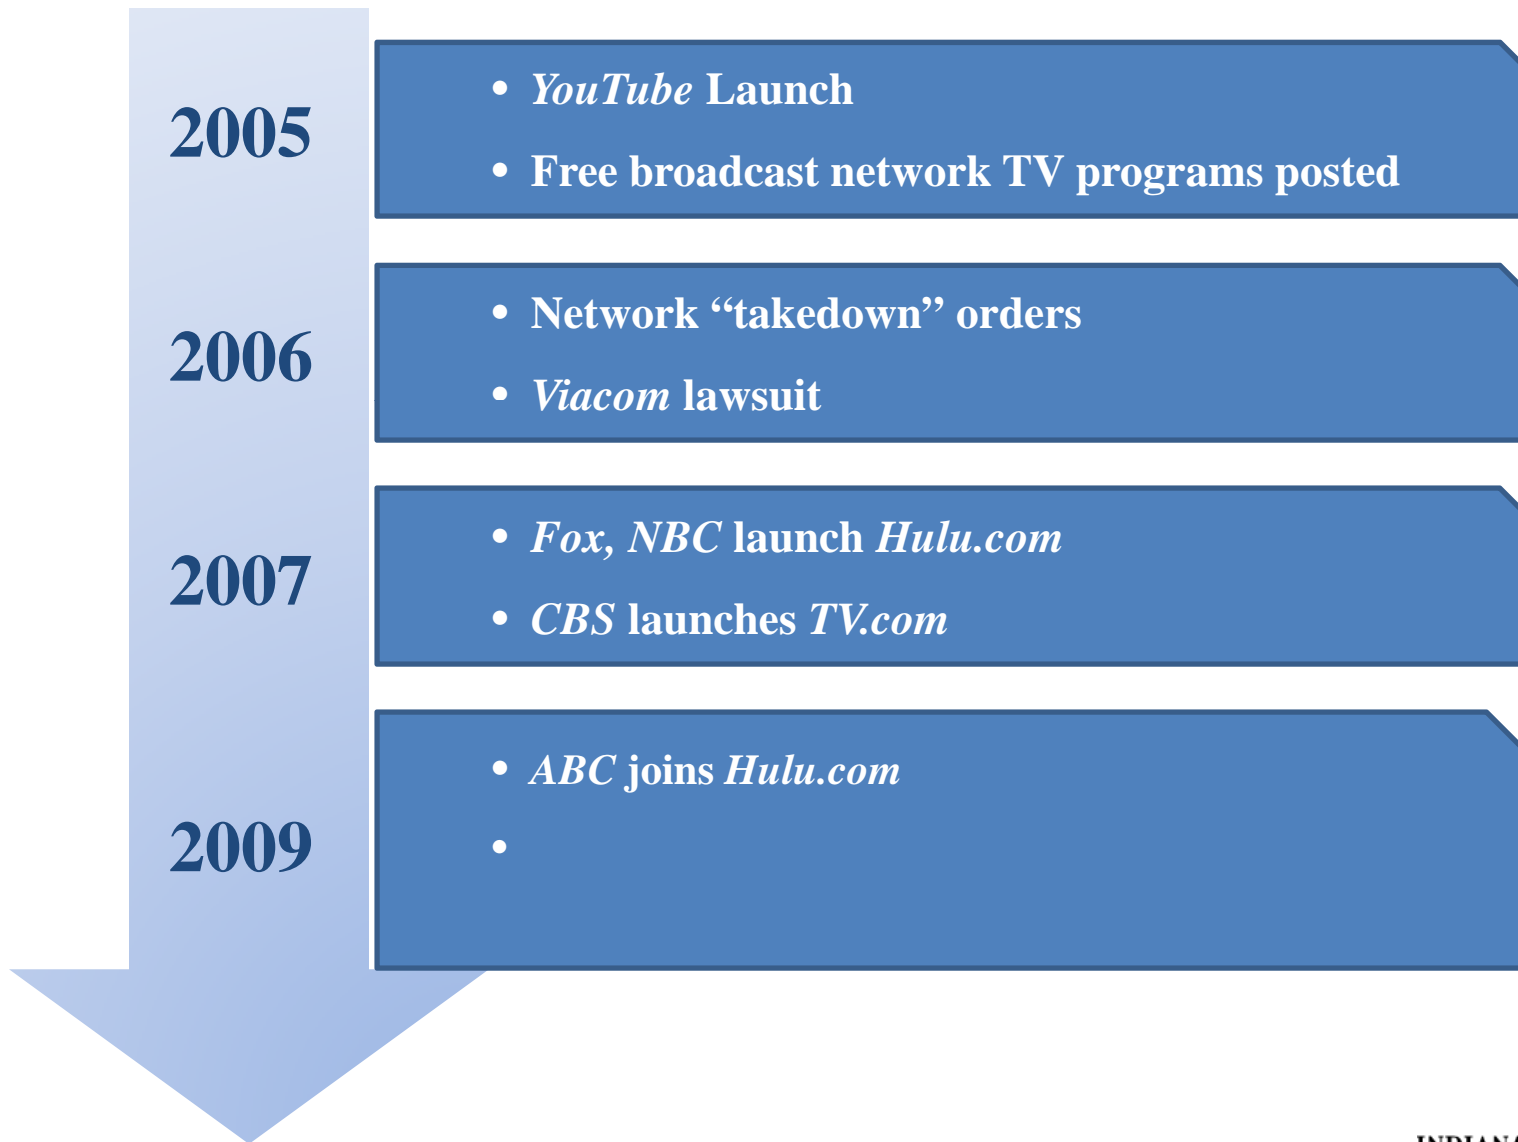 2005
• YouTube Launch
• Free broadcast network TV programs posted
2006
• Network “takedown” orders
• Viacom lawsuit
2007
• Fox, NBC launch Hulu.com
• CBS launches TV.com
2009
• ABC joins Hulu.com
•